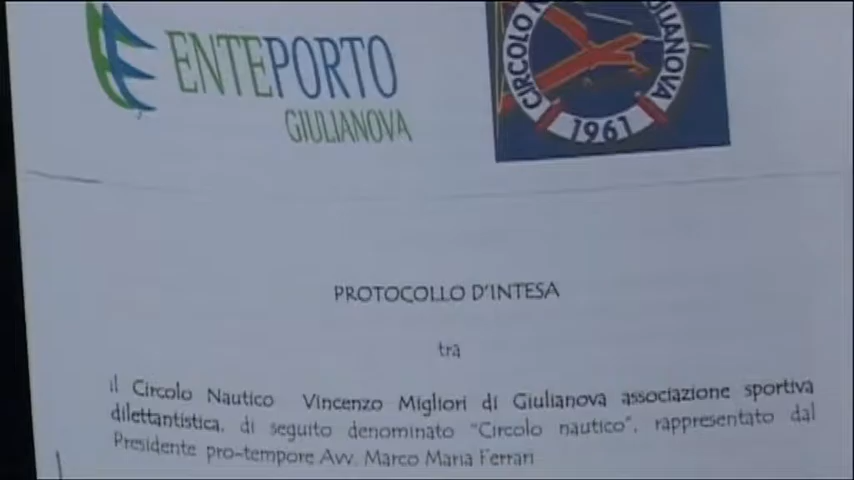 ENTEPORTO
GIULIANOVA
CIRCOLO N
GIULIANOVA
1961
PROTOCOLLO D'INTESA
tra
il Circolo Nautico Vincenzo Migliori di Giulianova associazione sportiva
dilettantistica, di seguito denominato "Circolo nautico", rappresentato dal
Presidente pro-tempore Avv. Marco Maria Ferrari